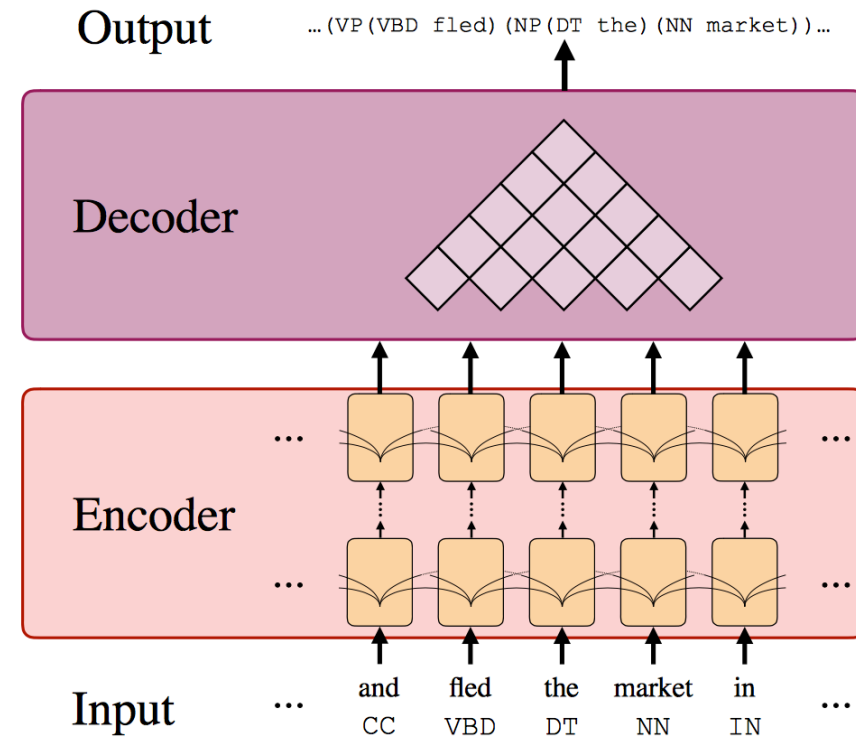 Output
…(VP(VBD fled)(NP(DT the)(NN market))…
Decoder
Encoder
Input
… and fled the market in …
CC VBD DT NN IN